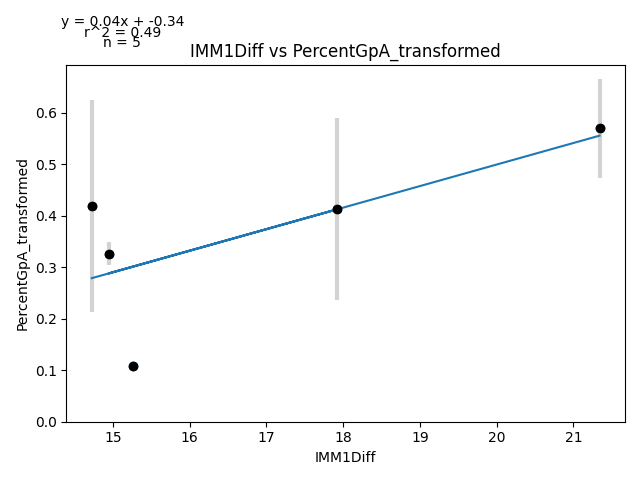 y = 0.04x + -0.34
r^2 = 0.49
n = 5
IMM1Diff vs PercentGpA_transformed
PercentGpA_transformed
0.6
0.5
0.4
0.3
0.2
0.1
0.0
15 16 17 18 19 20 21
IMM1Diff